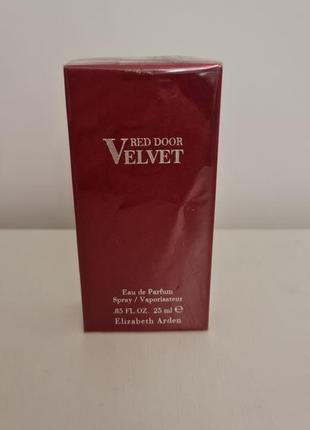 RED DOOR
VELVET
Eau de Parfum
Spray / Vaporisateur
.85 FL.OZ. 25 ml ℮
Elizabeth Arden